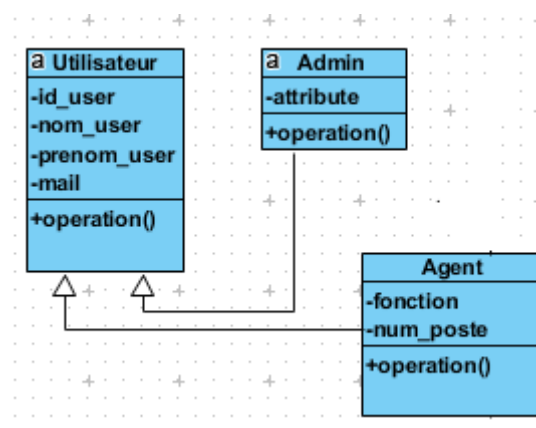 a Utilisateur
-id_user
-nom_user
-prenom_user
-mail
+operation()
a Admin
-attribute
+operation()
Agent
-fonction
-num_poste
+operation()